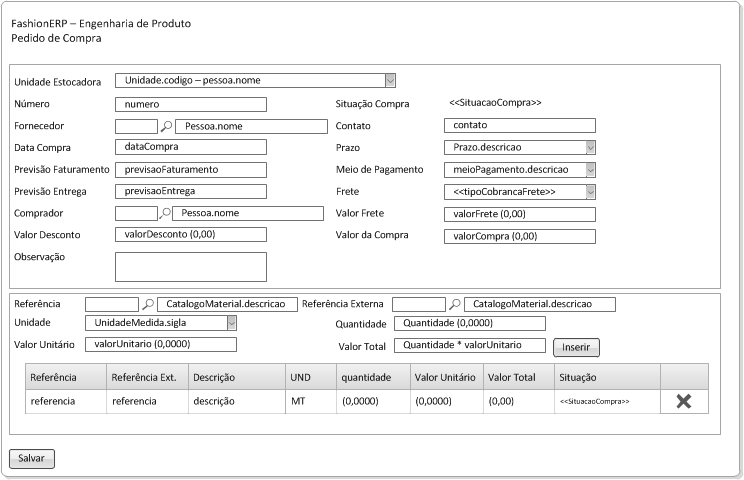 FashionERP – Engenharia de Produto
Pedido de Compra
Unidade Estocadora Unidade.codigo – pessoa.nome
Número numero Situação Compra <<SituacaoCompra>>
Fornecedor Pessoa.nome Contato contato
Data Compra dataCompra Prazo Prazo.descricao
Previsão Faturamento previsaoFaturamento Meio de Pagamento meioPagamento.descricao
Previsão Entrega previsaoEntrega Frete <<tipoCobrancaFrete>>
Comprador Pessoa.nome Valor Frete valorFrete (0,00)
Valor Desconto valorDesconto (0,00) Valor da Compra valorCompra (0,00)
Observação
Referência CatalogoMaterial.descricao Referência Externa CatalogoMaterial.descricao
Unidade UnidadeMedida.sigla Quantidade Quantidade (0,0000)
Valor Unitário valorUnitario (0,0000) Valor Total Quantidade * valorUnitario Inserir
Referência Referência Ext. Descrição UND quantidade Valor Unitário Valor Total Situação
referencia referencia descrição MT (0,0000) (0,0000) (0,00) <<SituacaoCompra>>
Salvar